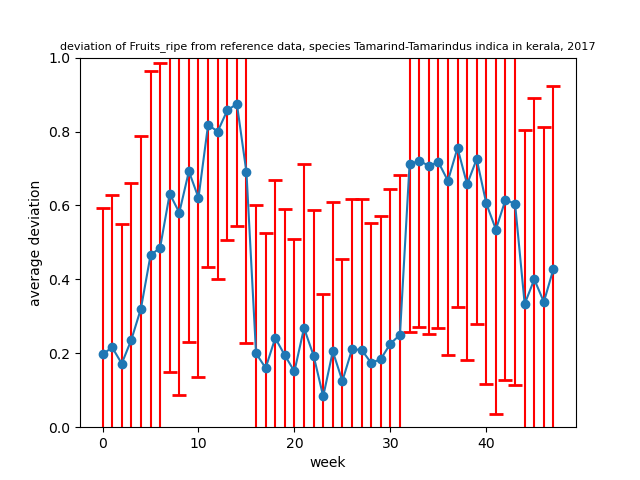 deviation of Fruits_ripe from reference data, species Tamarind-Tamarindus indica in kerala, 2017
1.0
0.8
0.6
0.4
0.2
0.0
average deviation
0 10 20 30 40
week